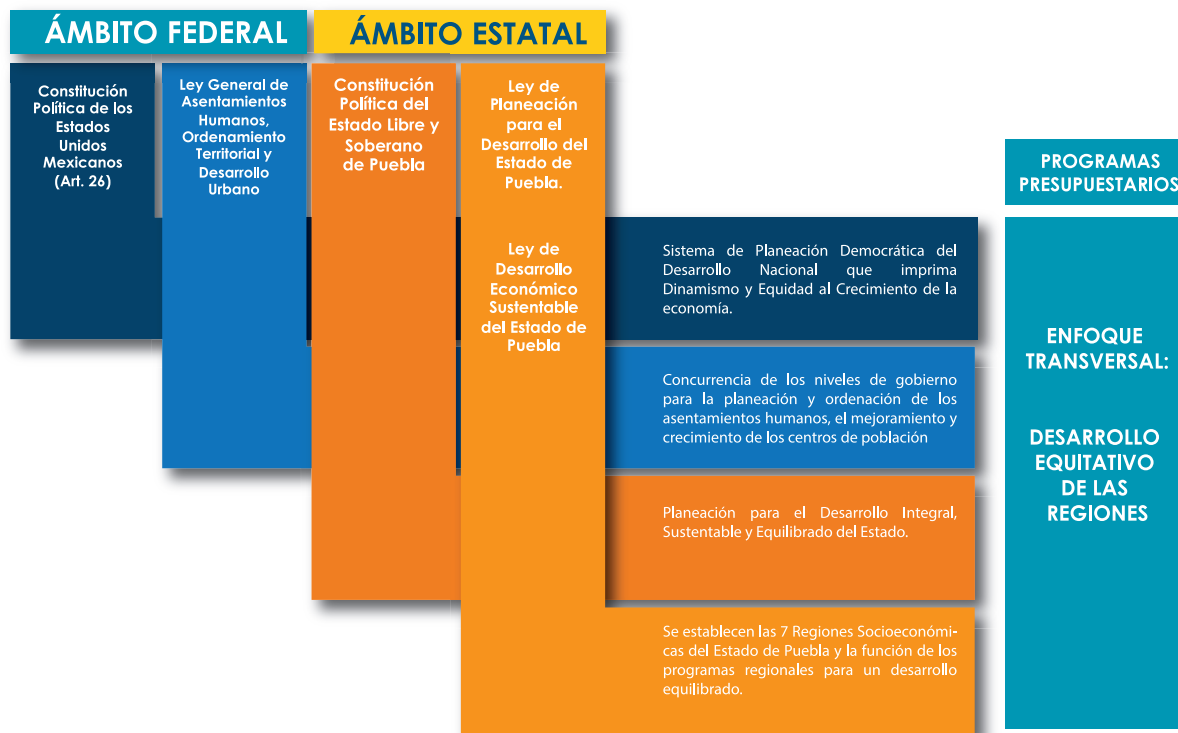 ÁMBITO FEDERAL
ÁMBITO ESTATAL
Constitución
Política de los
Estados
Unidos
Mexicanos
(Art. 26)
Ley General de
Asentamientos
Humanos,
Ordenamiento
Territorial y
Desarrollo
Urbano
Constitución
Política del
Estado Libre y
Soberano
de Puebla
Ley de
Planeación
para el
Desarrollo del
Estado de
Puebla.
Ley de
Desarrollo
Económico
Sustentable
del Estado de
Puebla
Sistema de Planeación Democrática del
Desarrollo Nacional que imprima
Dinamismo y Equidad al Crecimiento de la
economía.
Concurrencia de los niveles de gobierno
para la planeación y ordenación de los
asentamientos humanos, el mejoramiento y
crecimiento de los centros de población
Planeación para el Desarrollo Integral,
Sustentable y Equilibrado del Estado.
Se establecen las 7 Regiones Socioeconómi-
cas del Estado de Puebla y la función de los
programas regionales para un desarrollo
equilibrado.
PROGRAMAS
PRESUPUESTARIOS
ENFOQUE
TRANSVERSAL:
DESARROLLO
EQUITATIVO
DE LAS
REGIONES